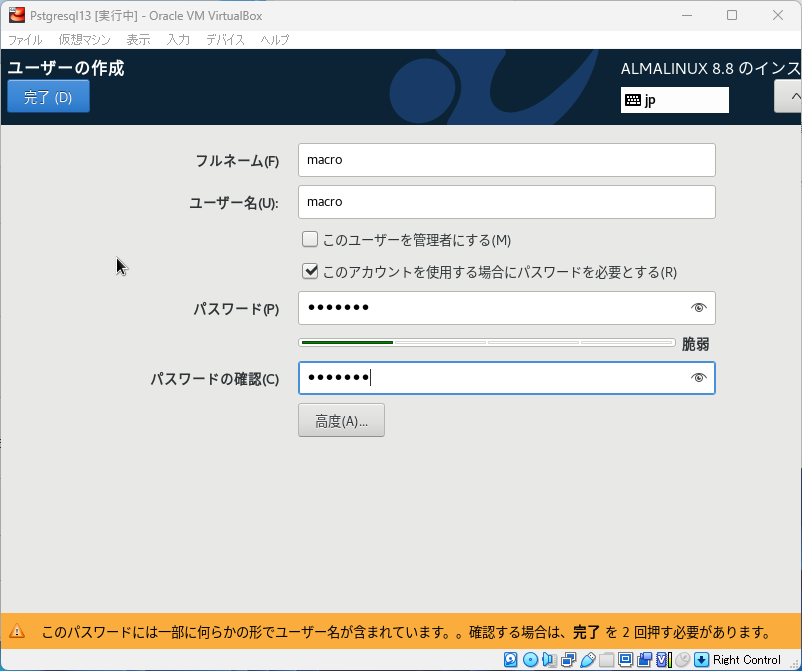 Pstgresql13 [実行中] - Oracle VM VirtualBox
ファイル 仮想マシン 表示 入力 デバイス ヘルプ
ユーザーの作成
ALMALINUX 8.8 のインス
完了 (D)
jp
フルネーム(F)
macro
ユーザー名(U):
macro
このユーザーを管理者にする(M)
このアカウントを使用する場合にパスワードを必要とする(R)
パスワード(P)
●●●●●●●
脆弱
パスワードの確認(C)
●●●●●●●
高度(A)...
このパスワードには一部に何らかの形でユーザー名が含まれています。。確認する場合は、完了 を 2 回押す必要があります。
Right Control